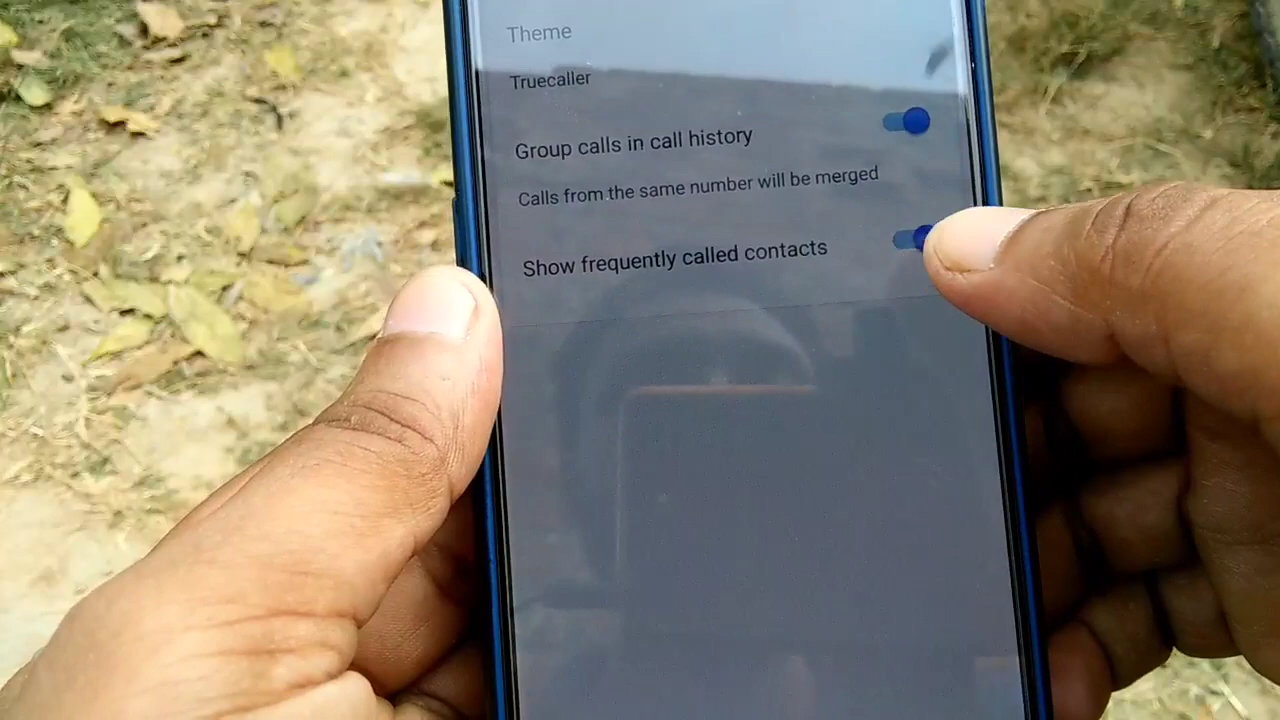 Theme
Truecaller
Group calls in call history
Calls from the same number will be merged
Show frequently called contacts